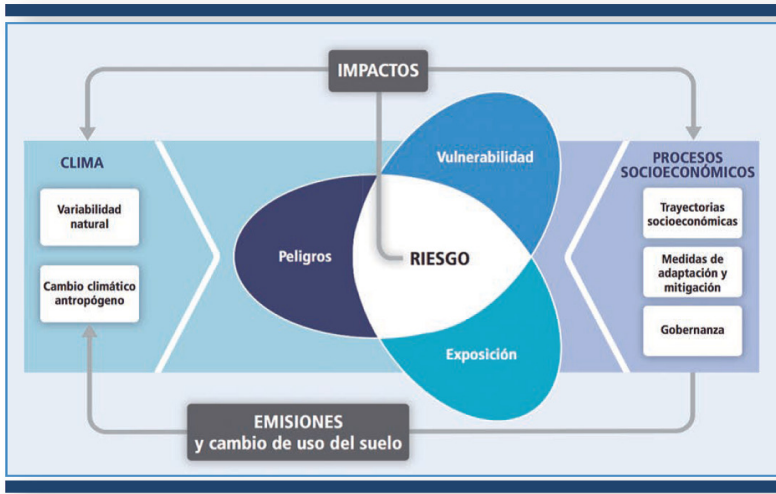 IMPACTOS
CLIMA
Variabilidad
natural
Cambio climático
antropógeno
Vulnerabilidad
Peligros
RIESGO
Exposición
PROCESOS
SOCIOECONÓMICOS
Trayectorias
socioeconómicas
Medidas de
adaptación y
mitigación
Gobernanza
EMISIONES
y cambio de uso del suelo